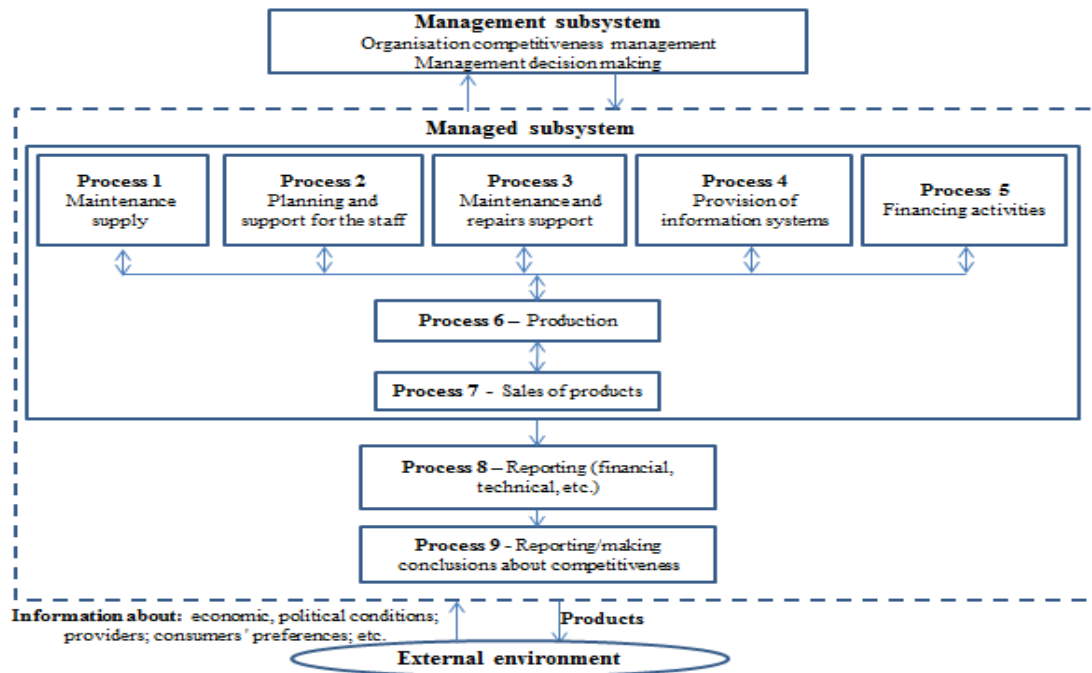 Management subsystem
Organisation competitiveness management
Management decision making
Managed subsystem
Process 1
Maintenance
supply
Process 2
Planning and
support for the staff
Process 3
Maintenance and
repairs support
Process 4
Provision of
information systems
Process 5
Financing activities
Process 6 – Production
Process 7 - Sales of products
Process 8 – Reporting (financial,
technical, etc.)
Process 9 - Reporting/making
conclusions about competitiveness
Information about: economic, political conditions;
providers; consumers' preferences; etc.
Products
External environment